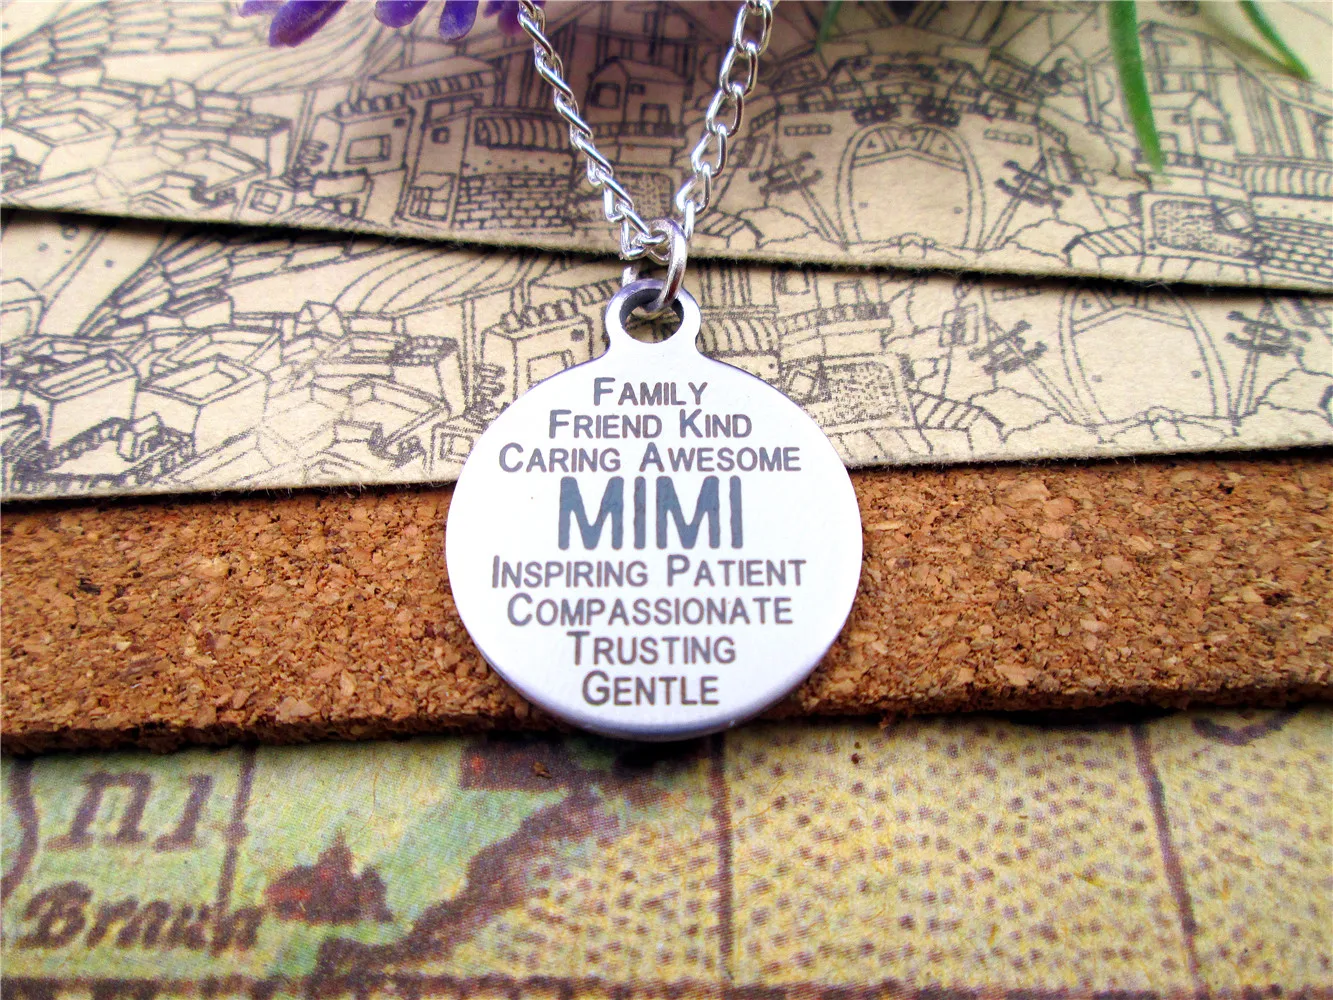 FAMILY
FRIEND KIND
CARING AWESOME
MIMI
INSPIRING PATIENT
COMPASSIONATE
TRUSTING
GENTLE